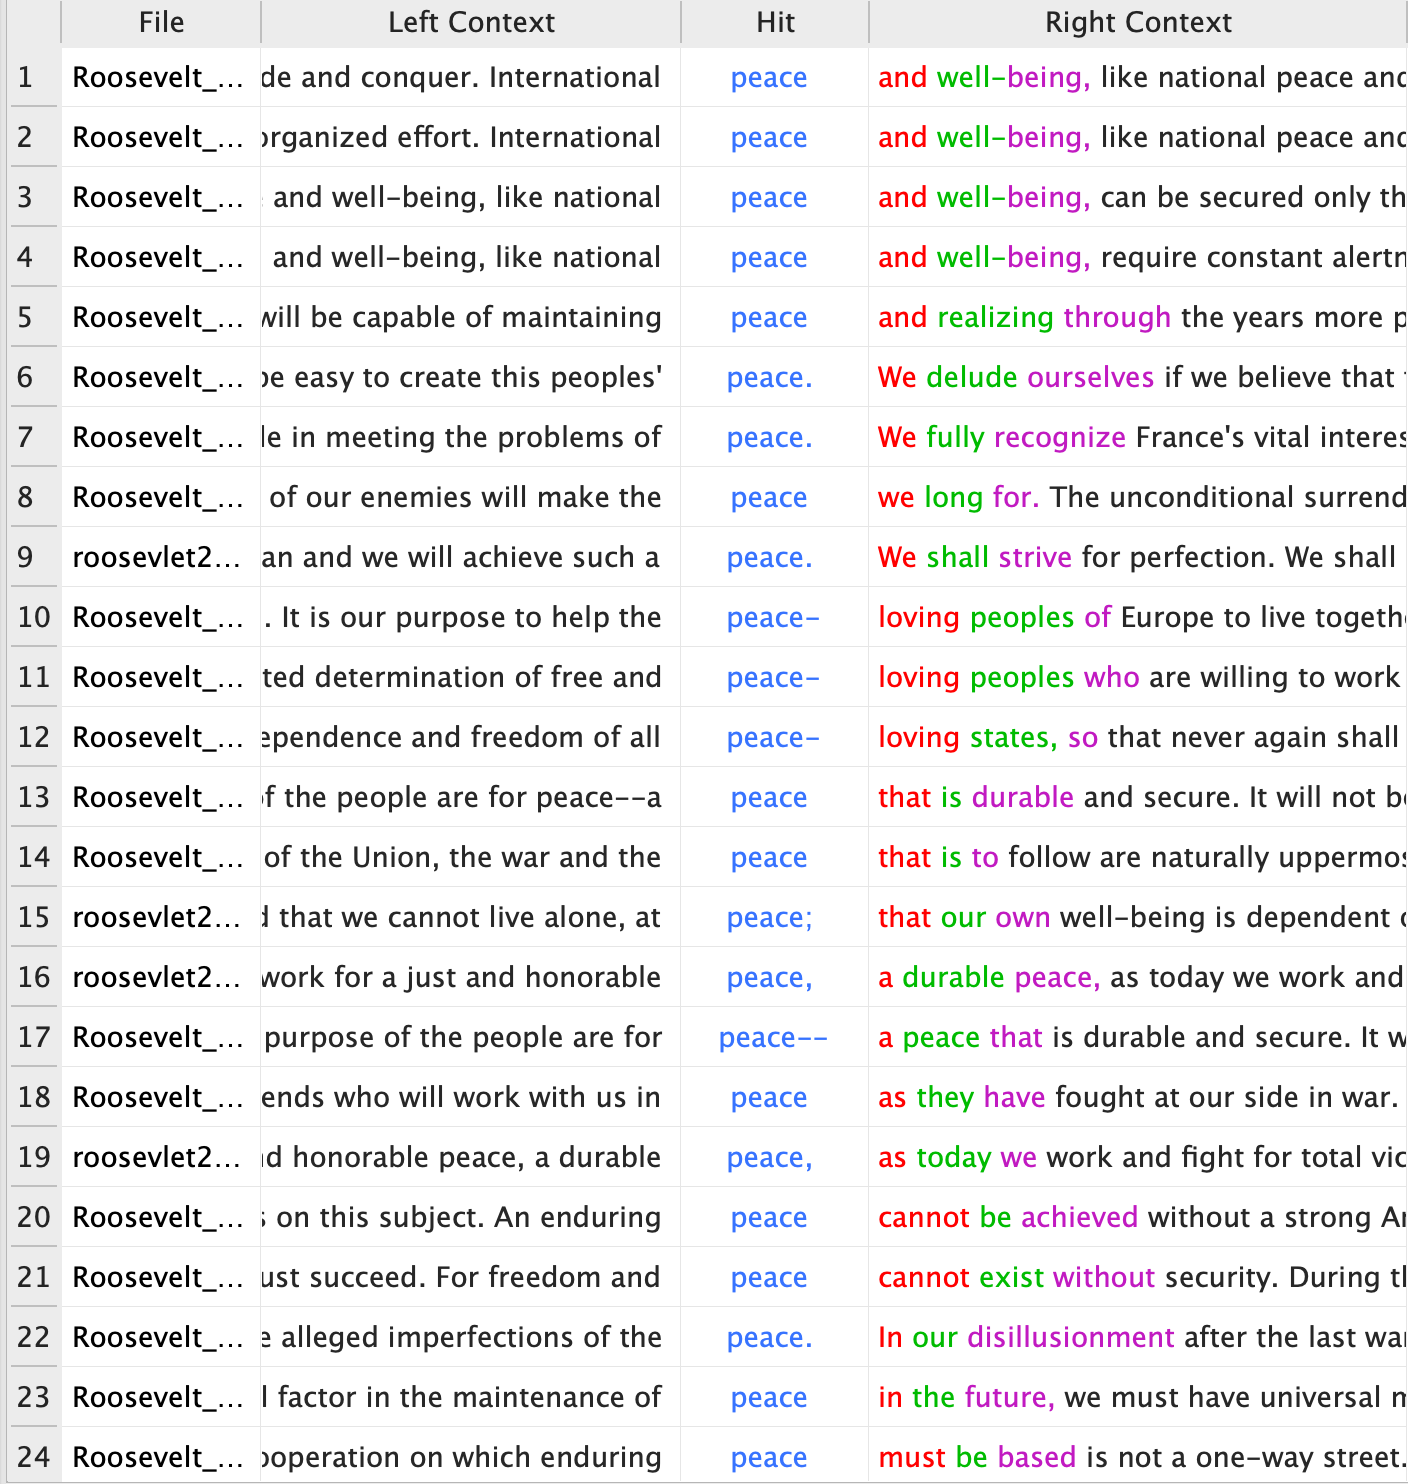 File Left Context Hit Right Context
1 Roosevelt_... de and conquer. International peace and well-being, like national peace and
2 Roosevelt_... organized effort. International peace and well-being, like national peace and
3 Roosevelt_... and well-being, like national peace and well-being, can be secured only th
4 Roosevelt_... and well-being, like national peace and well-being, require constant alertn
5 Roosevelt_... will be capable of maintaining peace and realizing through the years more p
6 Roosevelt_... be easy to create this peoples' peace. We delude ourselves if we believe that
7 Roosevelt_... le in meeting the problems of peace. We fully recognize France's vital interes
8 Roosevelt_... of our enemies will make the peace we long for. The unconditional surrend
9 roosevlet2... an and we will achieve such a peace. We shall strive for perfection. We shall
10 Roosevelt_... . It is our purpose to help the peace- loving peoples of Europe to live togethe
11 Roosevelt_... ted determination of free and peace- loving peoples who are willing to work
12 Roosevelt_... ependence and freedom of all peace- loving states, so that never again shall
13 Roosevelt_... of the people are for peace--a peace that is durable and secure. It will not be
14 Roosevelt_... of the Union, the war and the peace that is to follow are naturally uppermos
15 roosevlet2... d that we cannot live alone, at peace; that our own well-being is dependent o
16 roosevlet2... work for a just and honorable peace, a durable peace, as today we work and
17 Roosevelt_... purpose of the people are for peace-- a peace that is durable and secure. It w
18 Roosevelt_... ends who will work with us in peace as they have fought at our side in war.
19 roosevlet2... nd honorable peace, a durable peace, as today we work and fight for total vic
20 Roosevelt_... s on this subject. An enduring peace cannot be achieved without a strong Ar
21 Roosevelt_... ust succeed. For freedom and peace cannot exist without security. During th
22 Roosevelt_... e alleged imperfections of the peace. In our disillusionment after the last war
23 Roosevelt_... l factor in the maintenance of peace in the future, we must have universal m
24 Roosevelt_... ooperation on which enduring peace must be based is not a one-way street.